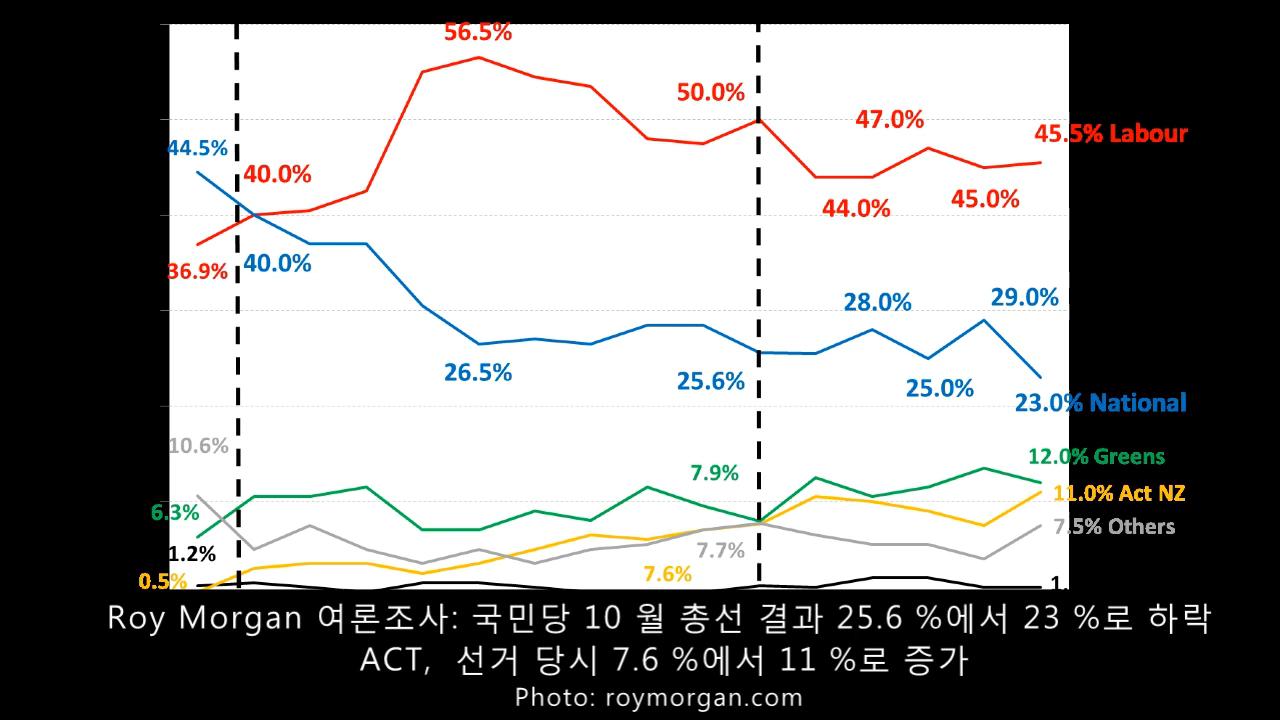 56.5%
50.0%
47.0%
45.5% Labour
44.5%
40.0%
44.0%
45.0%
36.9%
40.0%
28.0%
29.0%
26.5%
25.6%
25.0%
23.0% National
10.6%
7.9%
12.0% Greens
6.3%
11.0% Act NZ
7.5% Others
1.2%
7.7%
0.5%
7.6%
1.
Roy Morgan 여론조사: 국민당 10 월 총선 결과 25.6 %에서 23 %로 하락
ACT, 선거 당시 7.6 %에서 11 %로 증가
Photo: roymorgan.com